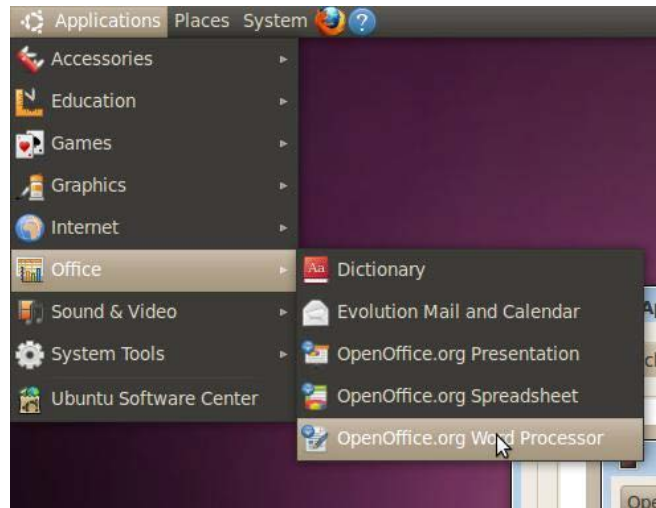 Applications Places System
Accessories
Education
Games
Graphics
Internet
Office
Sound & Video
System Tools
Ubuntu Software Center
Aa Dictionary
Evolution Mail and Calendar
OpenOffice.org Presentation
OpenOffice.org Spreadsheet
OpenOffice.org Word Processor